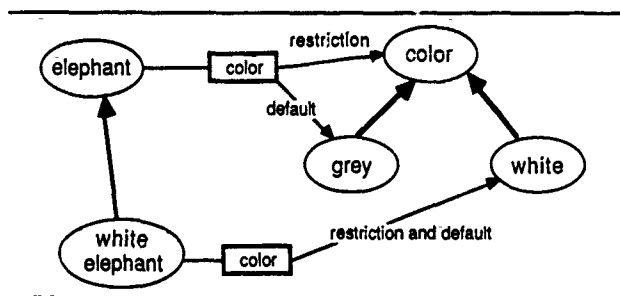 restriction
color
elephant
color
default
grey
white
white
elephant
color
restriction and default